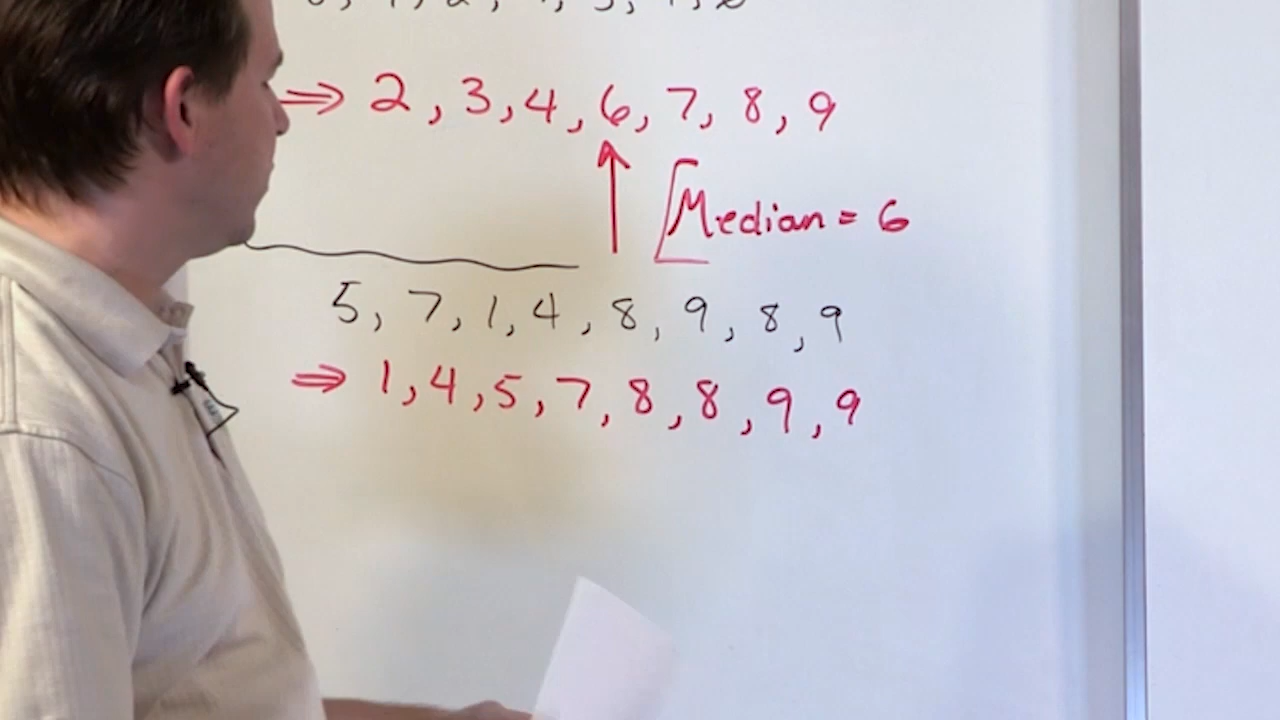 ⇒ 2, 3, 4, 6, 7, 8, 9
Median = 6
5, 7, 1, 4, 8, 9, 8, 9
⇒ 1, 4, 5, 7, 8, 8, 9, 9